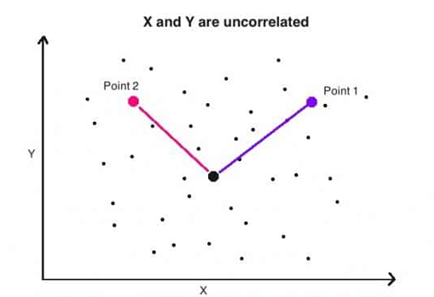 X and Y are uncorrelated
Point 2
Point 1
Y
X